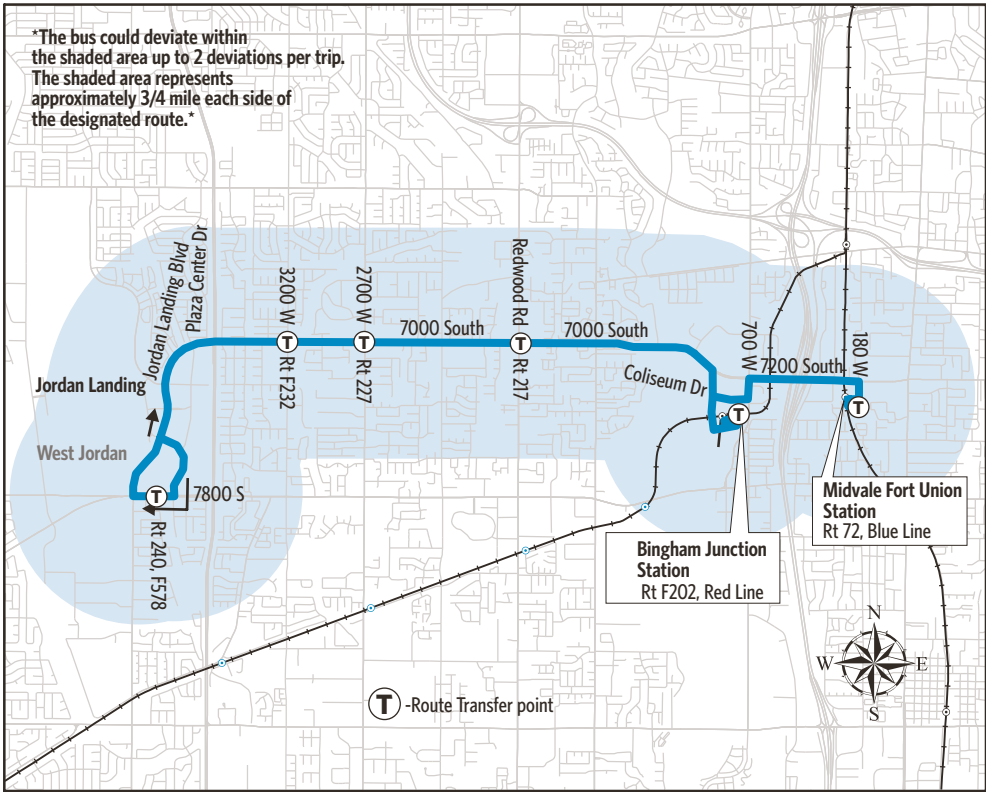 *The bus could deviate within
the shaded area up to 2 deviations per trip.
The shaded area represents
approximately 3/4 mile each side of
the designated route.*
Jordan Landing Blvd
Plaza Center Dr
3200 W
Rt F232
2700 W
Rt 227
7000 South
Redwood Rd
Rt 217
7000 South
Coliseum Dr
700 W
7200 South
180 W
Jordan Landing
West Jordan
7800 S
Rt 240, F578
Midvale Fort Union
Station
Rt 72, Blue Line
Bingham Junction
Station
Rt F202, Red Line
N
W
E
S
T
T
T
T
T
T
T
T -Route Transfer point